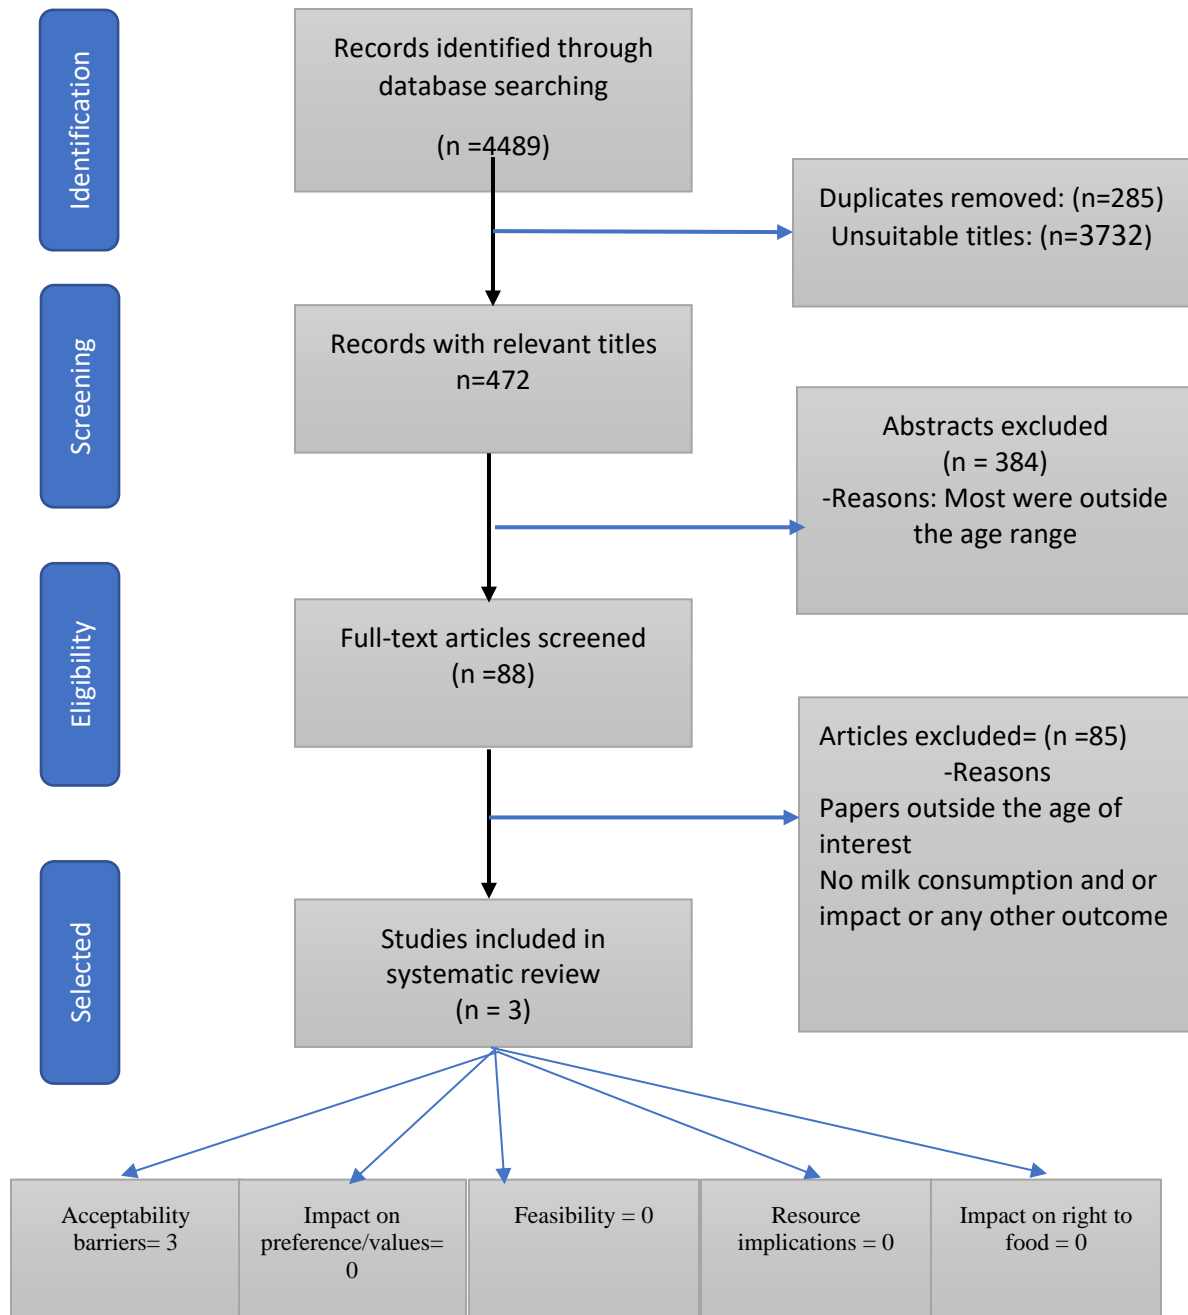 Identification
Records identified through
database searching
(n =4489)
Duplicates removed: (n=285)
Unsuitable titles: (n=3732)
Screening
Records with relevant titles
n=472
Abstracts excluded
(n = 384)
-Reasons: Most were outside
the age range
Eligibility
Full-text articles screened
(n =88)
Articles excluded= (n =85)
-Reasons
Papers outside the age of
interest
No milk consumption and or
impact or any other outcome
Selected
Studies included in
systematic review
(n = 3)
Acceptability
barriers= 3
Impact on
preference/values=
0
Feasibility = 0
Resource
implications = 0
Impact on right to
food = 0